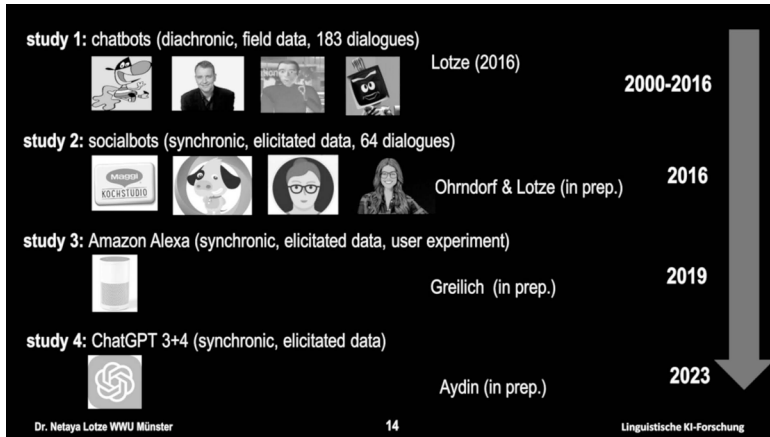 study 1: chatbots (diachronic, field data, 183 dialogues)
Lotze (2016)
2000-2016
study 2: socialbots (synchronic, elicitated data, 64 dialogues)
MAGGI
KOCHSTUDIO
Ohrndorf & Lotze (in prep.)
2016
study 3: Amazon Alexa (synchronic, elicitated data, user experiment)
Greilich (in prep.)
2019
study 4: ChatGPT 3+4 (synchronic, elicitated data)
Aydin (in prep.)
2023
Dr. Netaya Lotze WWU Münster
14
Linguistische KI-Forschung